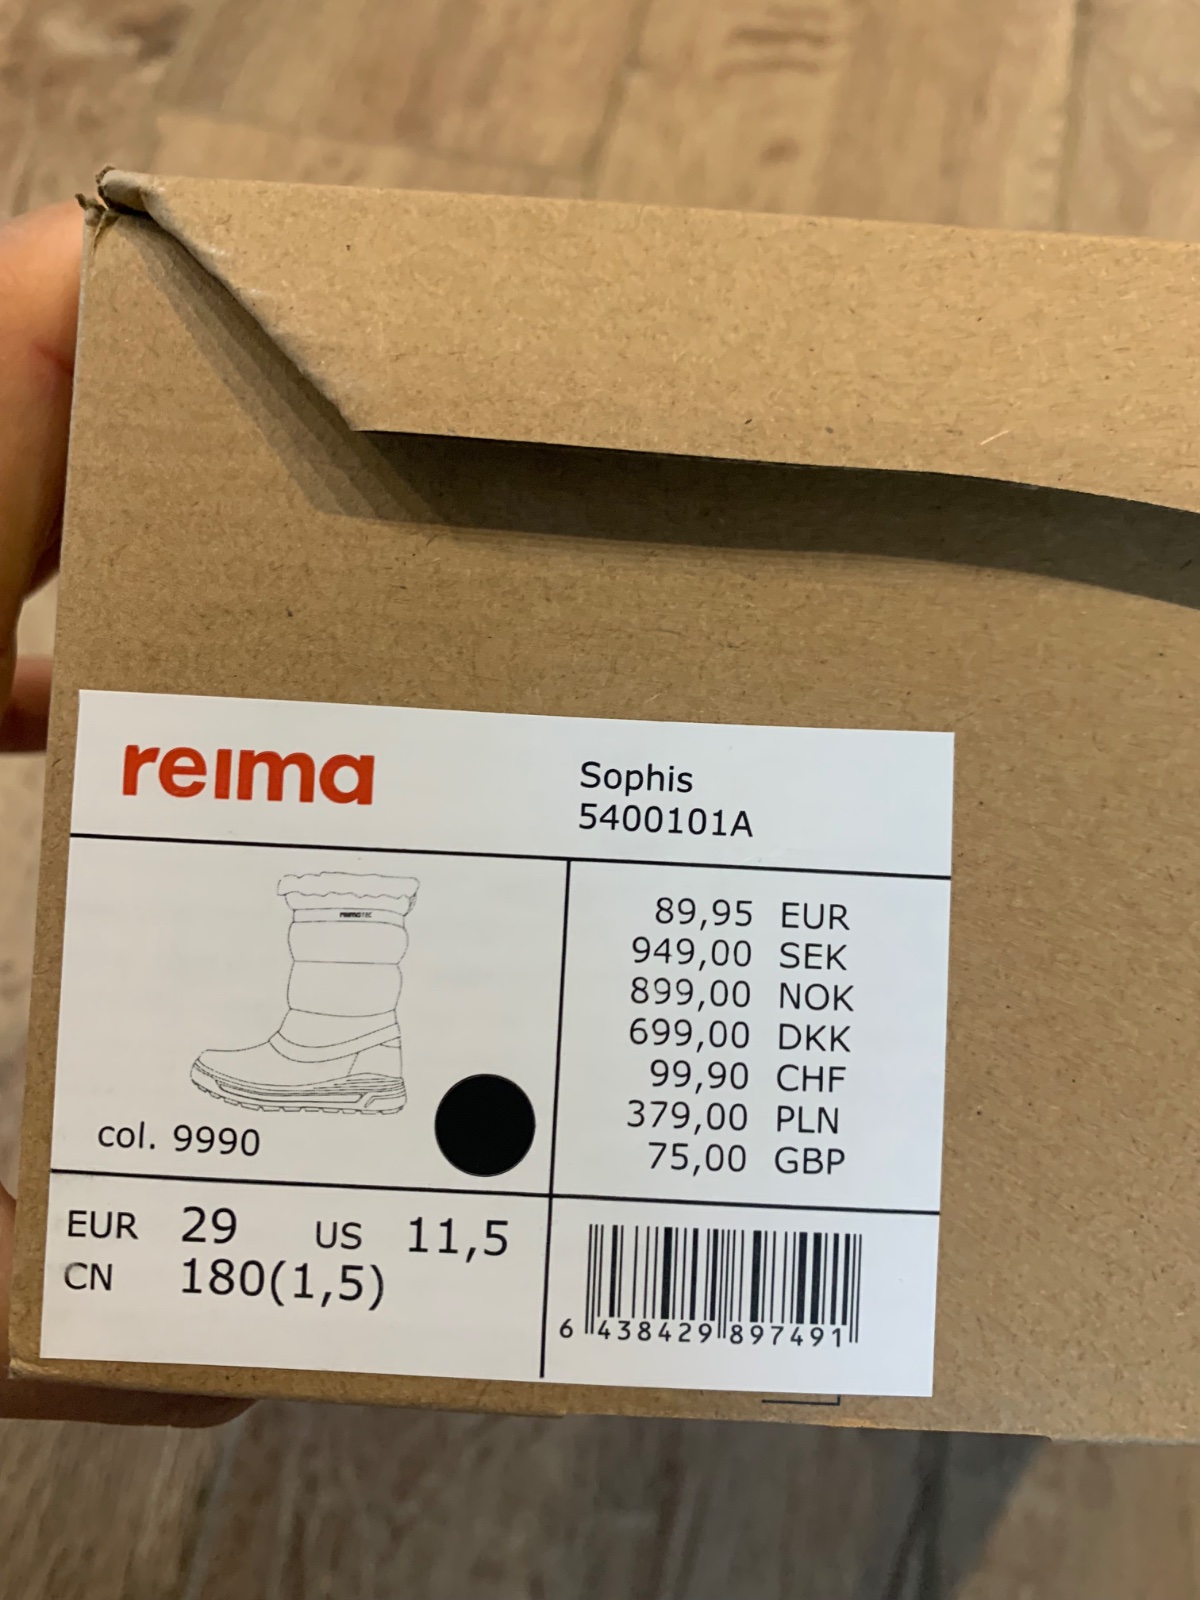 reima
Sophis
5400101A
REIMATEC
col. 9990
89,95 EUR
949,00 SEK
899,00 NOK
699,00 DKK
99,90 CHF
379,00 PLN
75,00 GBP
EUR 29 US 11,5
CN 180(1,5)
6 438429 897491